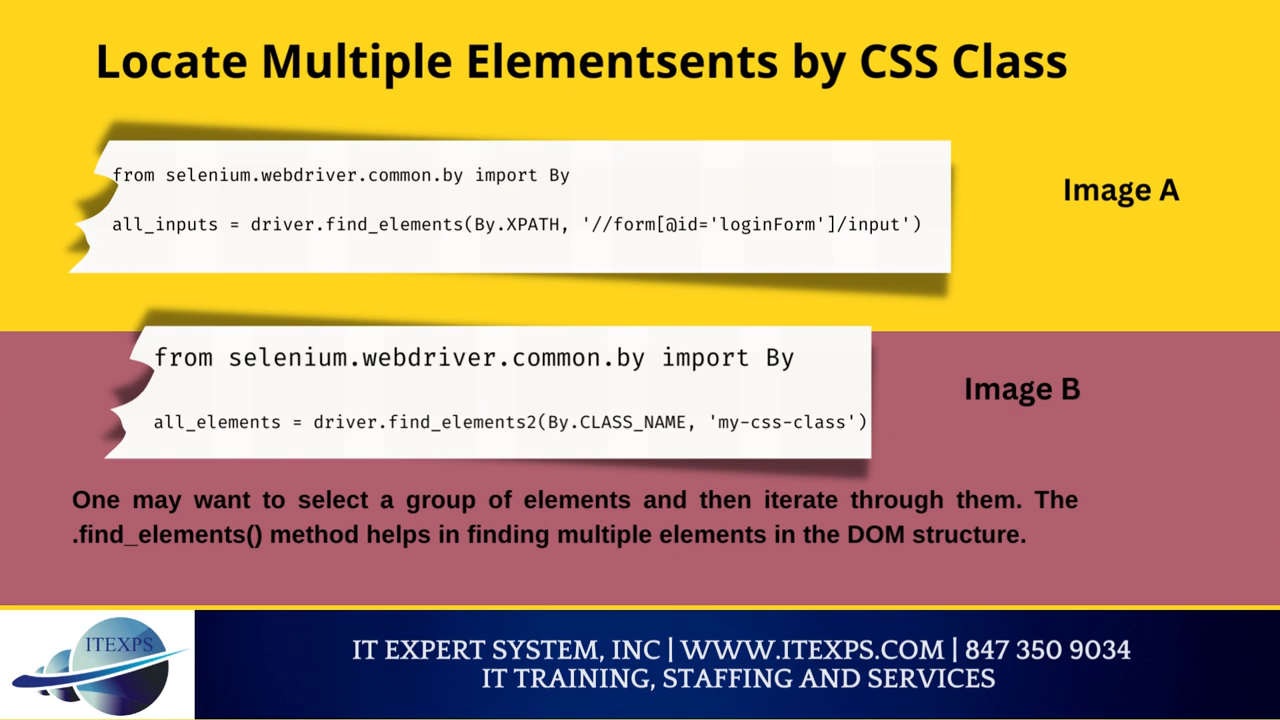 Locate Multiple Elementsents by CSS Class
from selenium.webdriver.common.by import By
all_inputs = driver.find_elements(By.XPATH, '//form[@id='loginForm']/input')
Image A
from selenium.webdriver.common.by import By
all_elements = driver.find_elements2(By.CLASS_NAME, 'my-css-class')
Image B
One may want to select a group of elements and then iterate through them. The
.find_elements() method helps in finding multiple elements in the DOM structure.
ITEXPS
IT EXPERT SYSTEM, INC | WWW.ITEXPS.COM | 847 350 9034
IT TRAINING, STAFFING AND SERVICES